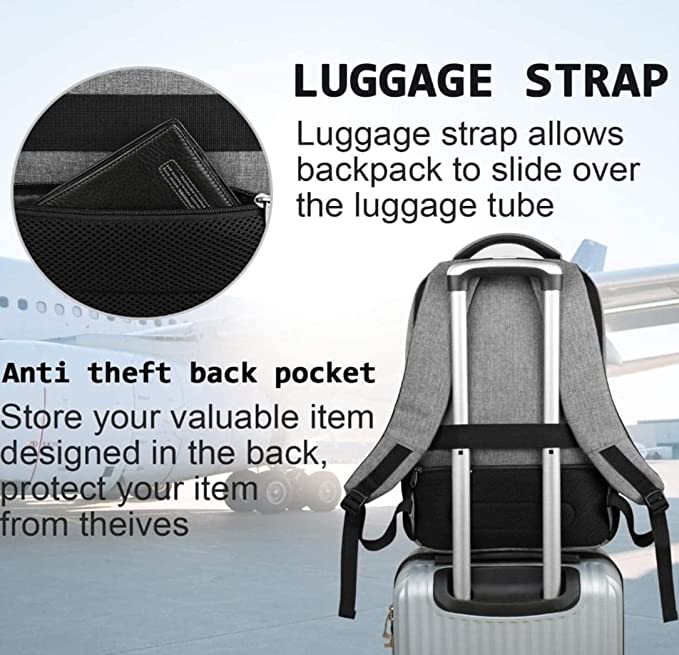 LUGGAGE STRAP
Luggage strap allows
backpack to slide over
the luggage tube
Anti theft back pocket
Store your valuable item
designed in the back,
protect your item
from theives